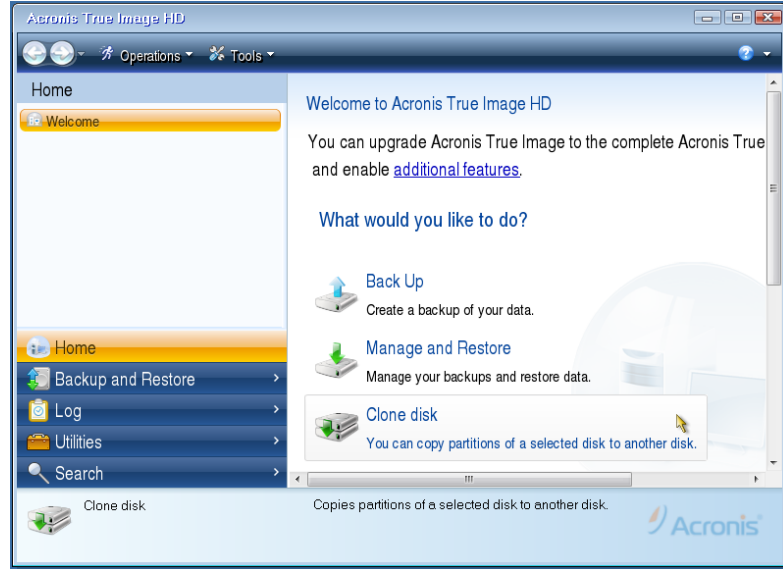 Acronis True Image HD
Operations Tools
Home
Welcome
Home
Backup and Restore
Log
Utilities
Search
Welcome to Acronis True Image HD
You can upgrade Acronis True Image to the complete Acronis True
and enable additional features.
What would you like to do?
Back Up
Create a backup of your data.
Manage and Restore
Manage your backups and restore data.
Clone disk
You can copy partitions of a selected disk to another disk.
Clone disk
Copies partitions of a selected disk to another disk.
Acronis